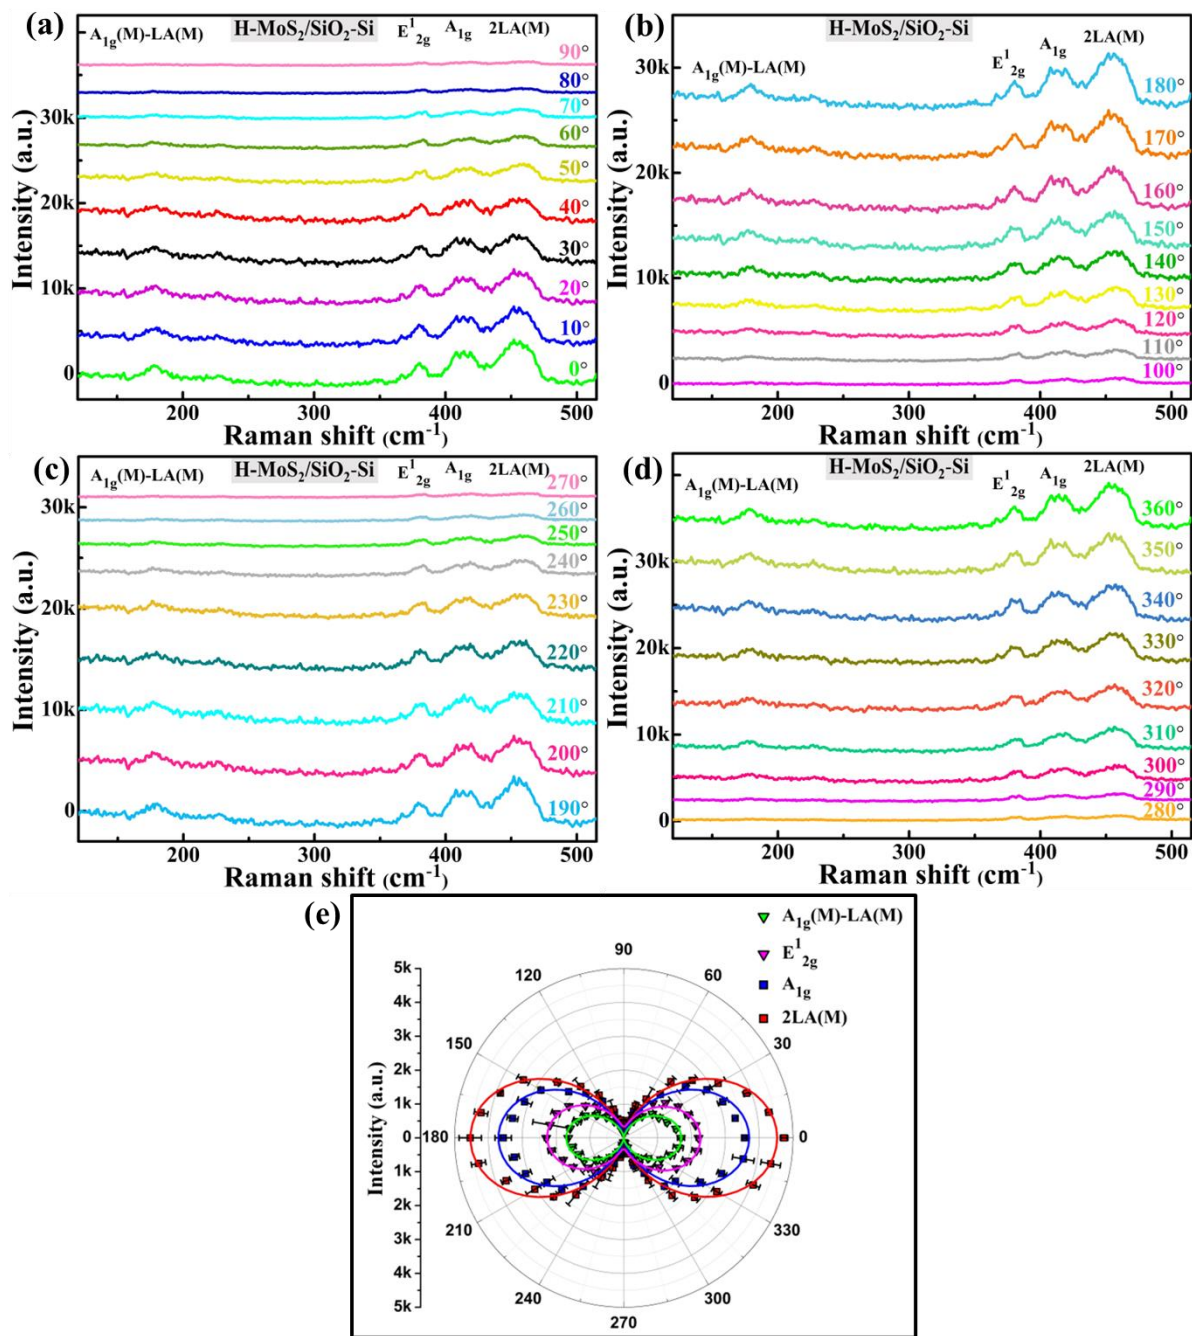 (a)
A1g(M)-LA(M) H-MoS2/SiO2-Si E12g A1g 2LA(M)
90°
80°
70°
60°
50°
40°
30°
20°
10°
0°
30k
20k
10k
0
Intensity (a.u.)
200 300 400 500
Raman shift (cm-1)
(b)
H-MoS2/SiO2-Si
A1g(M)-LA(M) E12g A1g 2LA(M)
180°
170°
160°
150°
140°
130°
120°
110°
100°
30k
20k
10k
0
Intensity (a.u.)
200 300 400 500
Raman shift (cm-1)
(c)
A1g(M)-LA(M) H-MoS2/SiO2-Si E12g A1g 2LA(M)
270°
260°
250°
240°
230°
220°
210°
200°
190°
30k
20k
10k
0
Intensity (a.u.)
200 300 400 500
Raman shift (cm-1)
(d)
H-MoS2/SiO2-Si
A1g(M)-LA(M) E12g A1g 2LA(M)
360°
350°
340°
330°
320°
310°
300°
290°
280°
30k
20k
10k
0
Intensity (a.u.)
200 300 400 500
Raman shift (cm-1)
(e)
A1g(M)-LA(M)
E12g
A1g
2LA(M)
5k
4k
3k
2k
1k
0
1k
2k
3k
4k
5k
Intensity (a.u.)
90
120 60
150 30
180 0
210 330
240 300
270